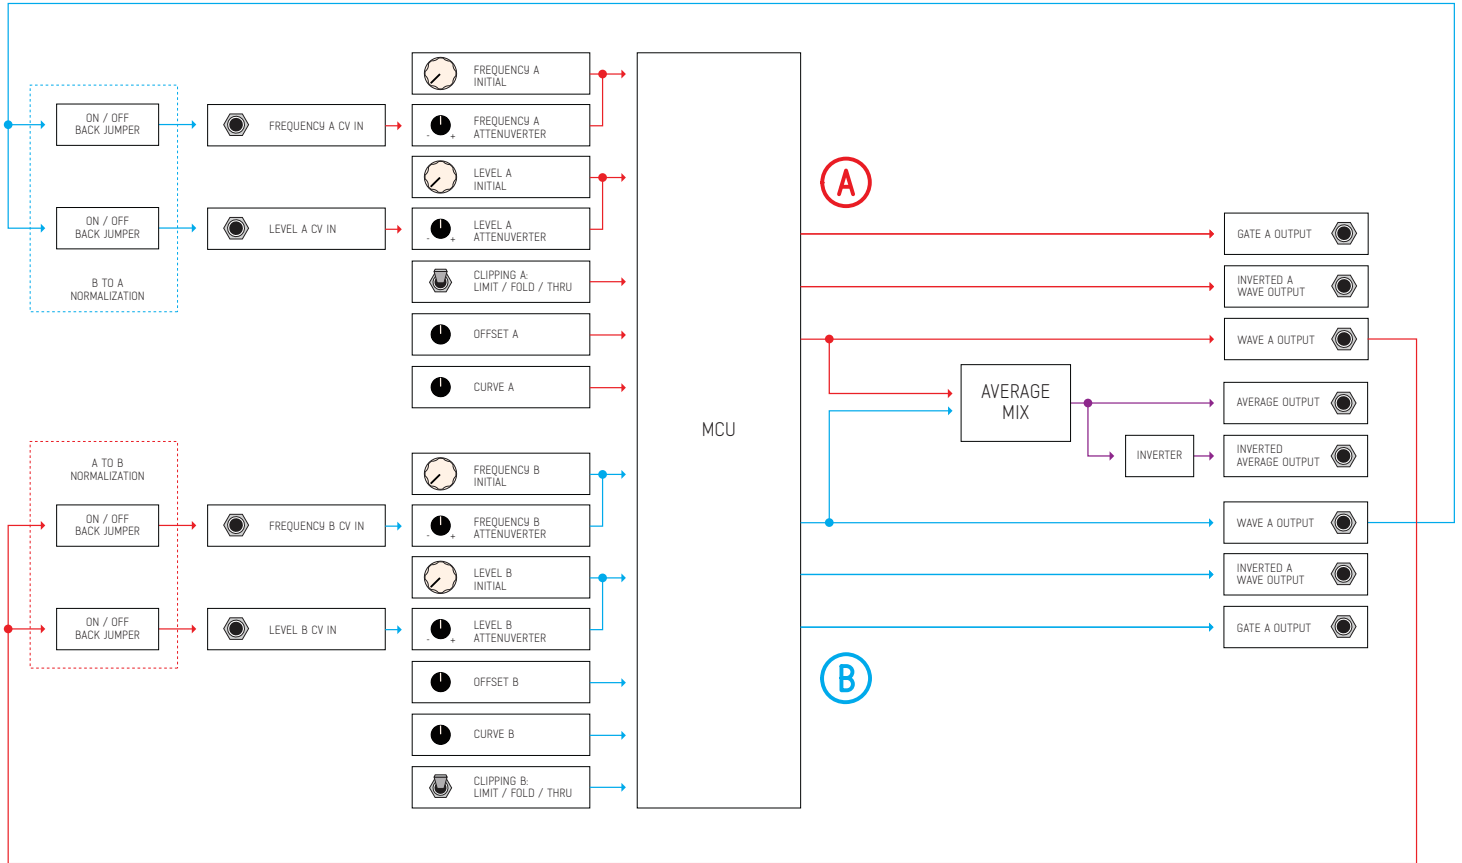 FREQUENCY A
INITIAL
ON / OFF
BACK JUMPER
FREQUENCY A CV IN
FREQUENCY A
ATTENUVERTER
- +
LEVEL A
INITIAL
ON / OFF
BACK JUMPER
LEVEL A CV IN
LEVEL A
ATTENUVERTER
- +
B TO A
NORMALIZATION
CLIPPING A:
LIMIT / FOLD / THRU
OFFSET A
CURVE A
A TO B
NORMALIZATION
FREQUENCY B
INITIAL
ON / OFF
BACK JUMPER
FREQUENCY B CV IN
FREQUENCY B
ATTENUVERTER
- +
LEVEL B
INITIAL
ON / OFF
BACK JUMPER
LEVEL B CV IN
LEVEL B
ATTENUVERTER
- +
OFFSET B
CURVE B
CLIPPING B:
LIMIT / FOLD / THRU
MCU
A
GATE A OUTPUT
INVERTED A
WAVE OUTPUT
WAVE A OUTPUT
AVERAGE
MIX
AVERAGE OUTPUT
INVERTER
INVERTED
AVERAGE OUTPUT
WAVE A OUTPUT
INVERTED A
WAVE OUTPUT
GATE A OUTPUT
B